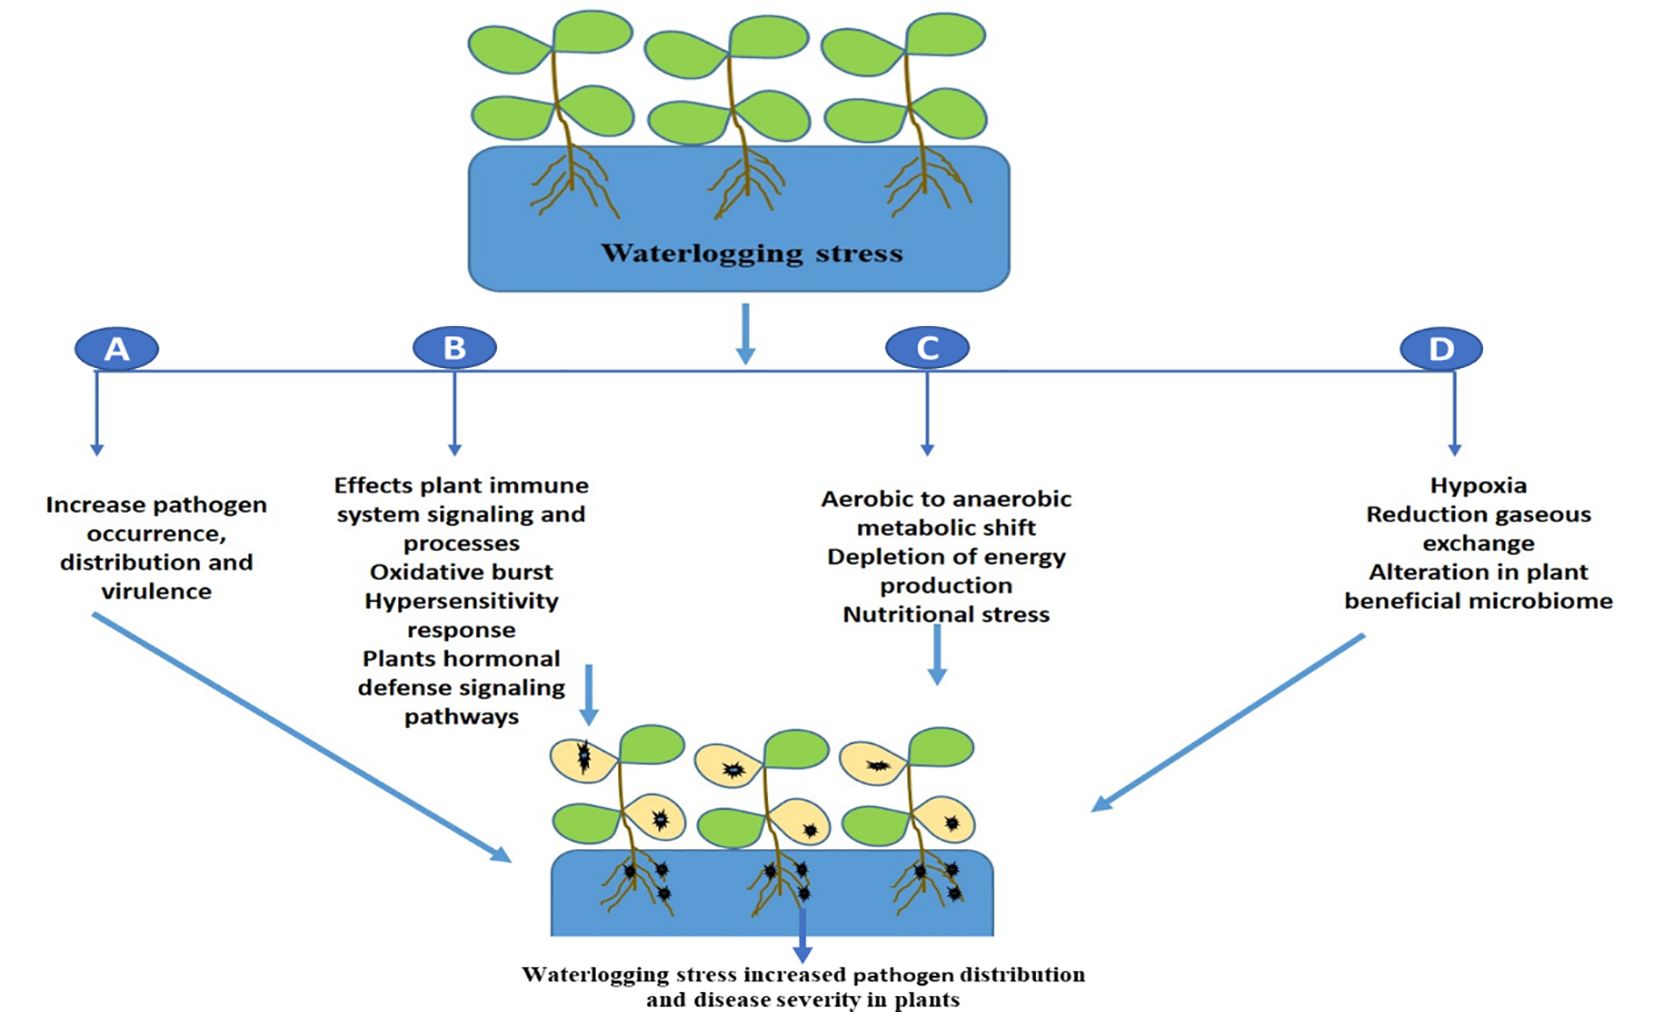 Waterlogging stress
A
B
C
D
Increase pathogen
occurrence,
distribution and
virulence
Effects plant immune
system signaling and
processes
Oxidative burst
Hypersensitivity
response
Plants hormonal
defense signaling
pathways
Aerobic to anaerobic
metabolic shift
Depletion of energy
production
Nutritional stress
Hypoxia
Reduction gaseous
exchange
Alteration in plant
beneficial microbiome
Waterlogging stress increased pathogen distribution
and disease severity in plants